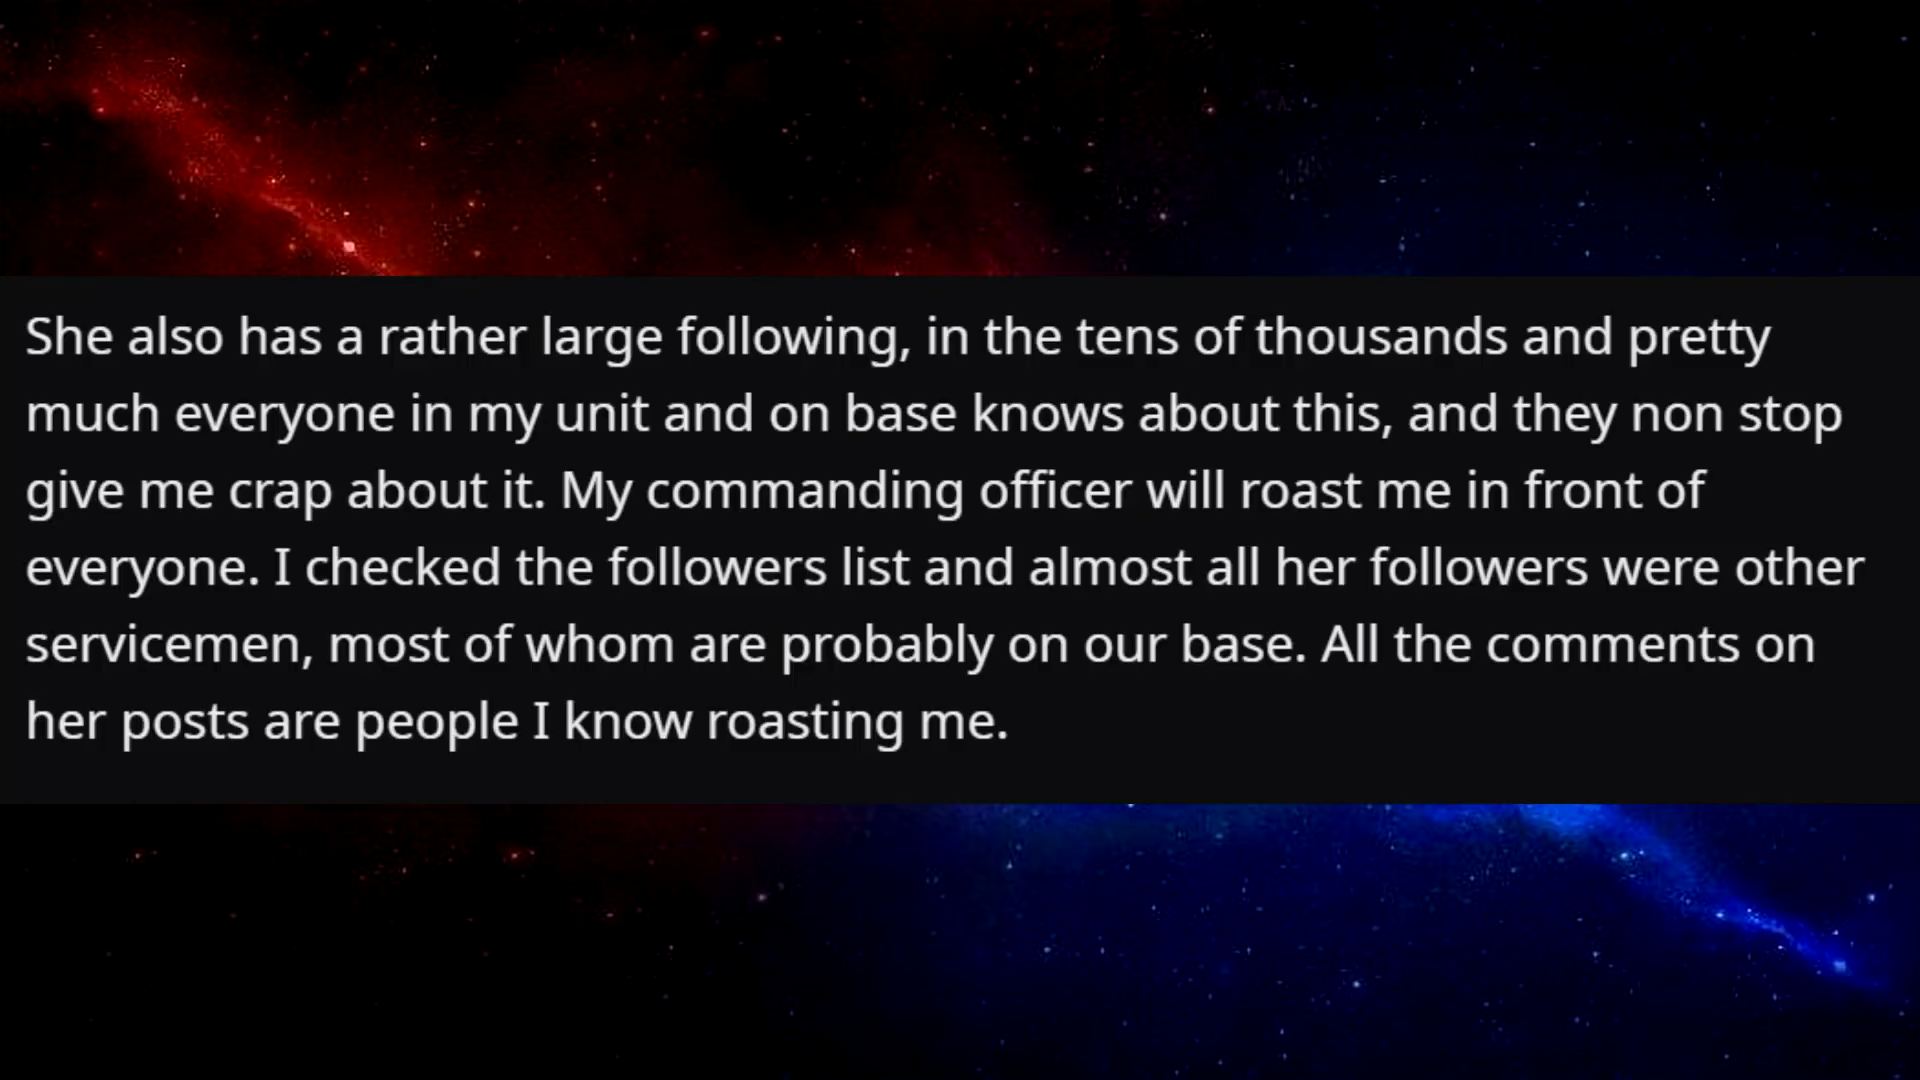 She also has a rather large following, in the tens of thousands and pretty
much everyone in my unit and on base knows about this, and they non stop
give me crap about it. My commanding officer will roast me in front of
everyone. I checked the followers list and almost all her followers were other
servicemen, most of whom are probably on our base. All the comments on
her posts are people I know roasting me.